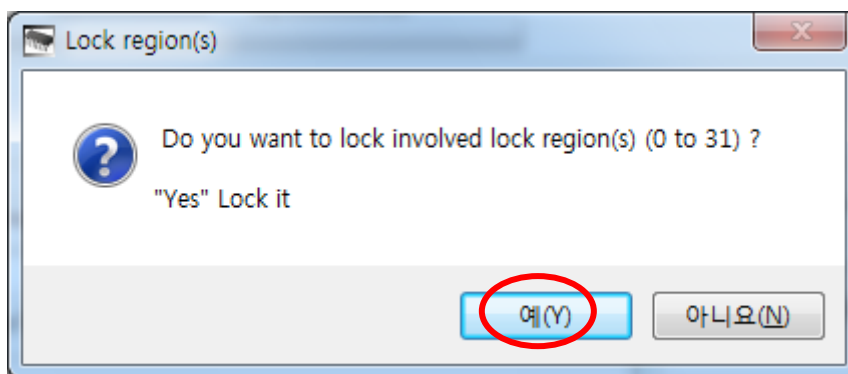 Lock region(s)
Do you want to lock involved lock region(s) (0 to 31) ?
"Yes" Lock it
예(Y)
아니요(N)